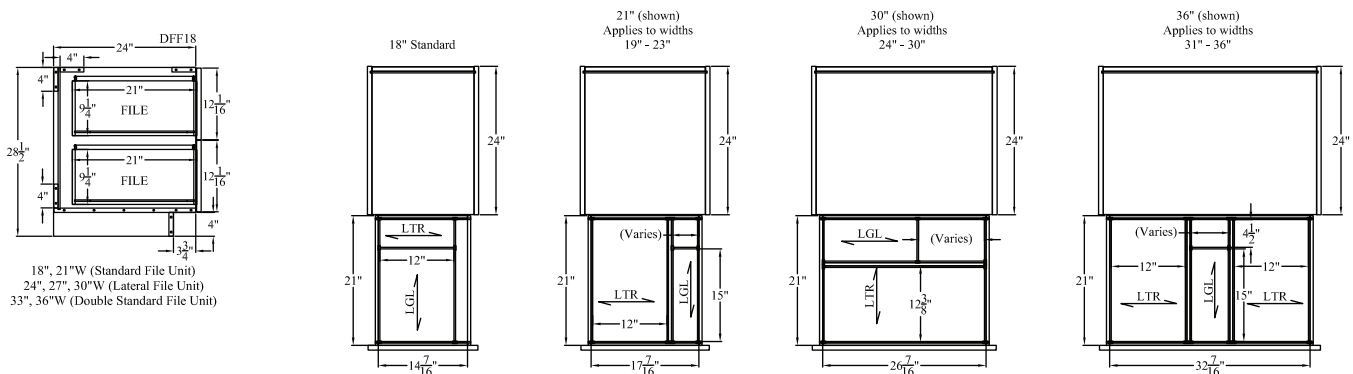 24"
DFF18
4"
4"
21"
9 1/4"
FILE
12 1/16"
28 1/2"
21"
9 1/4"
FILE
12 1/16"
4"
4"
3 3/4"
18", 21"W (Standard File Unit)
24", 27", 30"W (Lateral File Unit)
33", 36"W (Double Standard File Unit)
18" Standard
24"
LTR
12"
21"
LGL
14 7/16"
21" (shown)
Applies to widths
19" - 23"
24"
(Varies)
21"
LGL
15"
LTR
12"
17 7/16"
30" (shown)
Applies to widths
24" - 30"
24"
LGL
(Varies)
21"
LTR
12 3/8"
26 7/16"
36" (shown)
Applies to widths
31" - 36"
24"
(Varies)
4 1/2"
12"
12"
21"
LTR
LGL
15"
LTR
32 7/16"